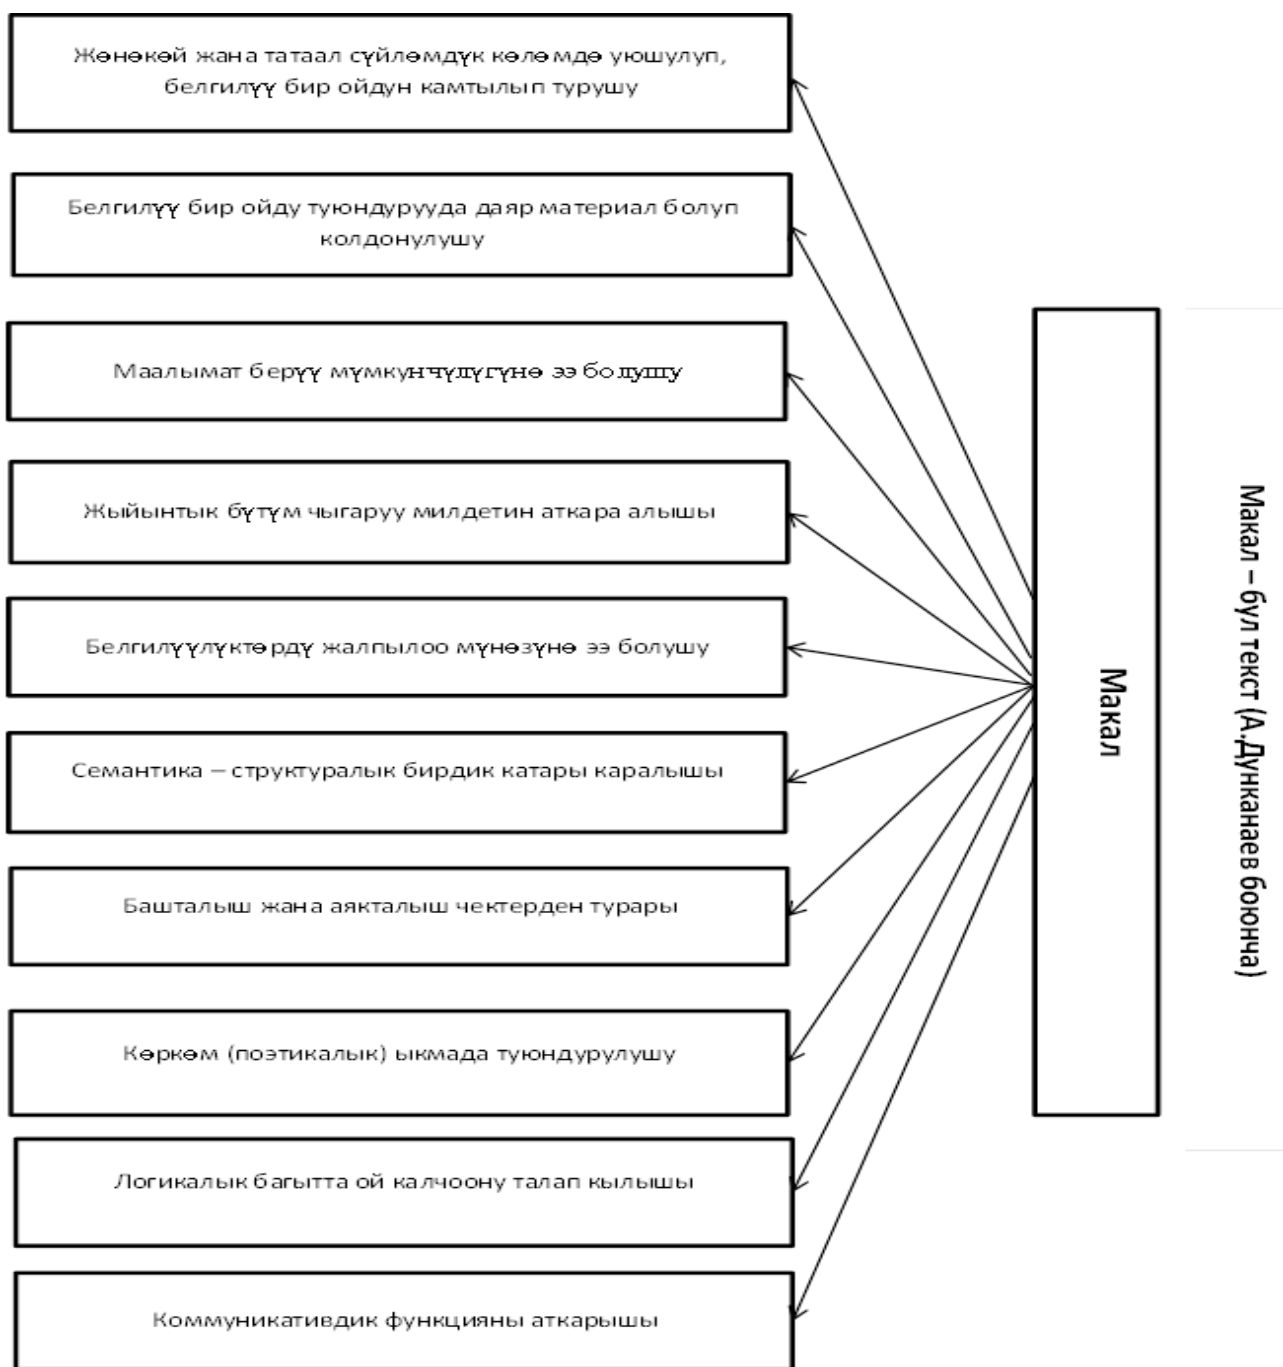 Жөнөкөй жана татаал сүйлөмдүк көлөмдө уюшулуп,
белгилүү бир ойдун камтылып турушу
Белгилүү бир ойду туюндурууда даяр материал болуп
колдонулушу
Маалымат берүү мүмкунчүлүгүнө ээ болушу
Жыйынтык бүтүм чыгаруу милдетин аткара алышы
Белгилүүлүктөрдү жалпылоо мүнөзүнө ээ болушу
Семантика – структуралык бирдик катары каралышы
Башталыш жана аякталыш чектерден турары
Көркөм (поэтикалык) ыкмада туюндурулушу
Логикалык багытта ой калчоону талап кылышы
Коммуникативдик функцияны аткарышы
Макал
Макал – бул текст (А.Дунканаев боюнча)